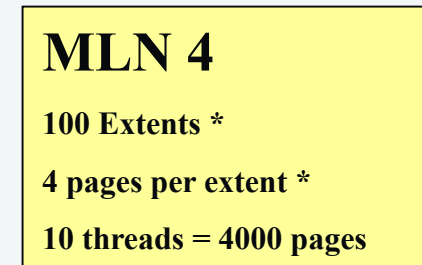 MLN 4
100 Extents *
4 pages per extent *
10 threads = 4000 pages